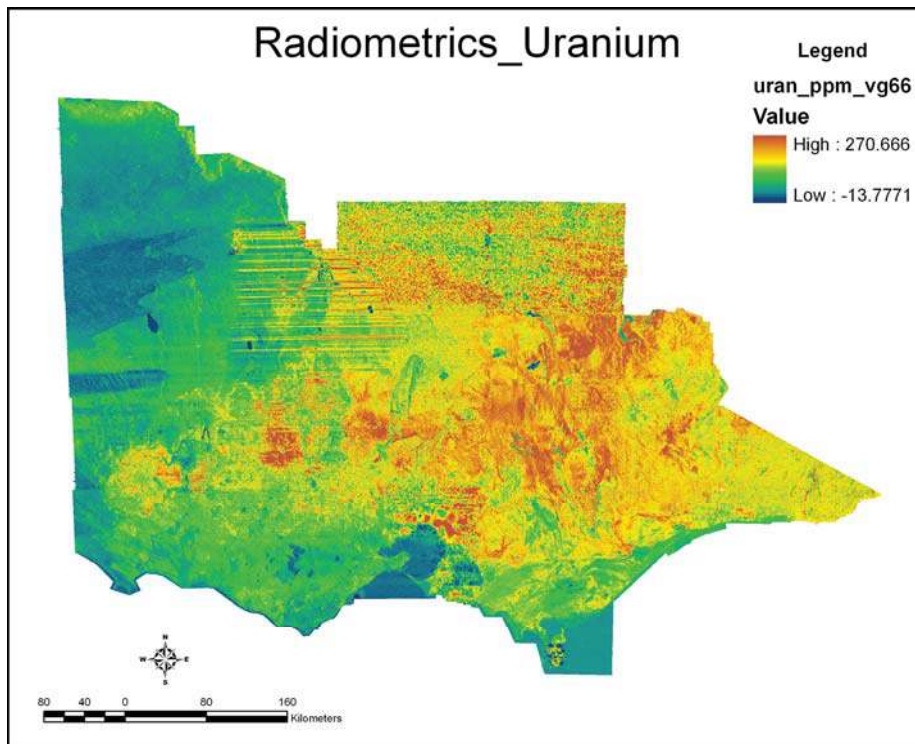 Radiometrics_Uranium
Legend
uran_ppm_vg66
Value
High : 270.666
Low : -13.7771
N
W E
S
80 40 0 80 160
Kilometers